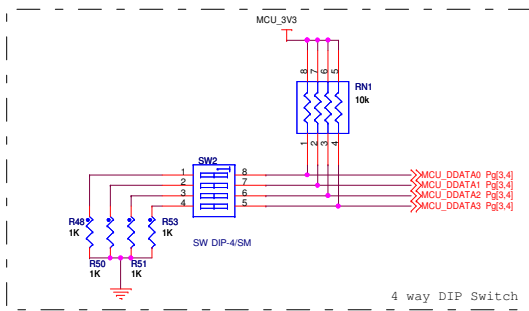 MCU_3V3
8 7 6 5
RN1
10k
1 2 3 4
SW2
1 8 MCU_DDATA0 Pg[3,4]
2 7 MCU_DDATA1 Pg[3,4]
3 6 MCU_DDATA2 Pg[3,4]
4 5 MCU_DDATA3 Pg[3,4]
R48 R53
1K 1K
SW DIP-4/SM
R50 R51
1K 1K
4 way DIP Switch